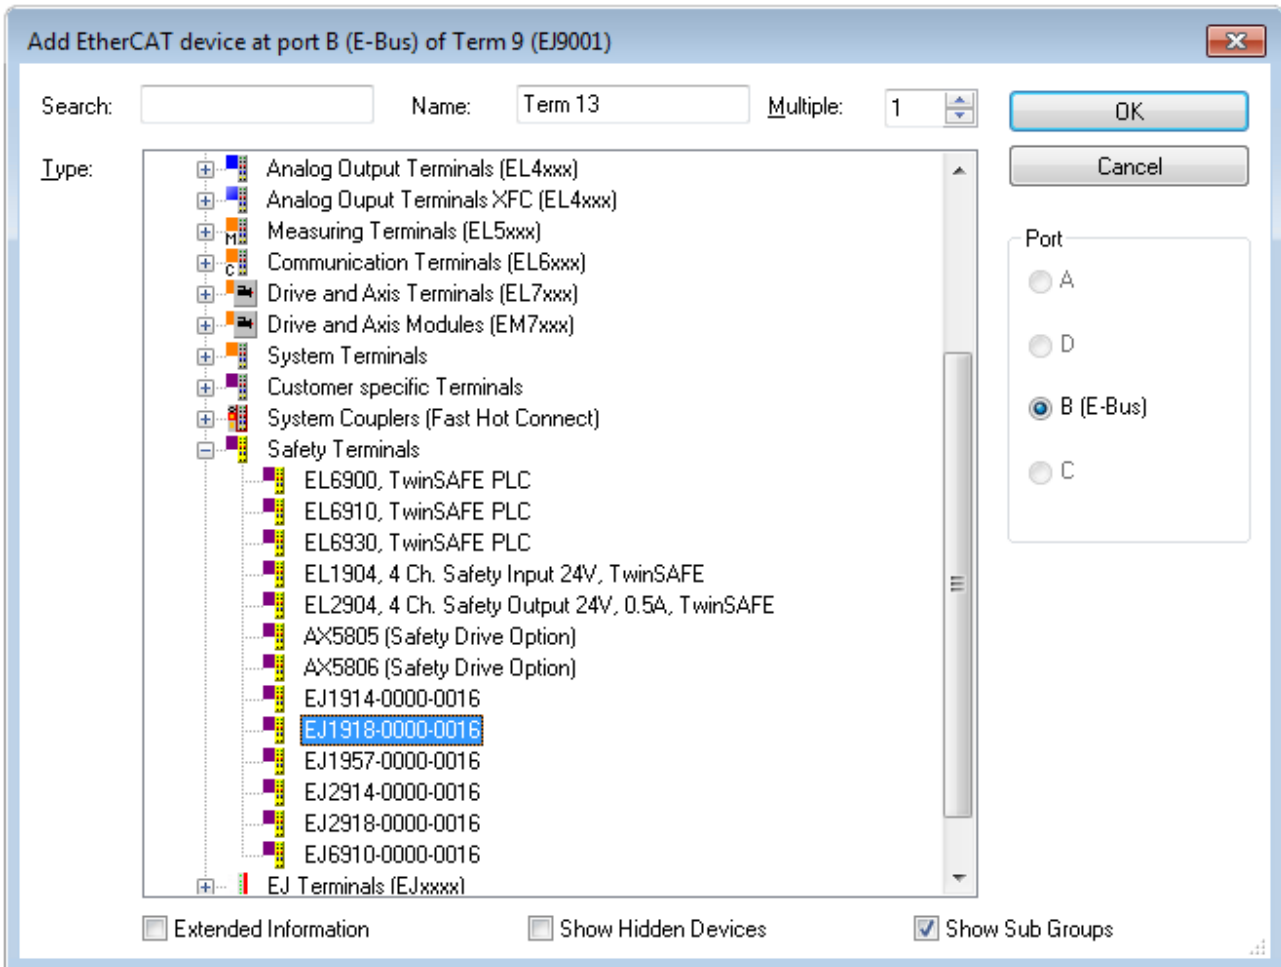 Add EtherCAT device at port B (E-Bus) of Term 9 (EJ9001)
Search:
Name: Term 13
Multiple: 1
OK
Type:
Cancel
Analog Output Terminals (EL4xxx)
Analog Ouput Terminals XFC (EL4xxx)
M Measuring Terminals (EL5xxx)
C Communication Terminals (EL6xxx)
Drive and Axis Terminals (EL7xxx)
Drive and Axis Modules (EM7xxx)
System Terminals
Customer specific Terminals
System Couplers (Fast Hot Connect)
Safety Terminals
EL6900, TwinSAFE PLC
EL6910, TwinSAFE PLC
EL6930, TwinSAFE PLC
EL1904, 4 Ch. Safety Input 24V, TwinSAFE
EL2904, 4 Ch. Safety Output 24V, 0.5A, TwinSAFE
AX5805 (Safety Drive Option)
AX5806 (Safety Drive Option)
EJ1914-0000-0016
EJ1918-0000-0016
EJ1957-0000-0016
EJ2914-0000-0016
EJ2918-0000-0016
EJ6910-0000-0016
EJ Terminals (EJxxxx)
Port
A
D
B (E-Bus)
C
Extended Information
Show Hidden Devices
Show Sub Groups